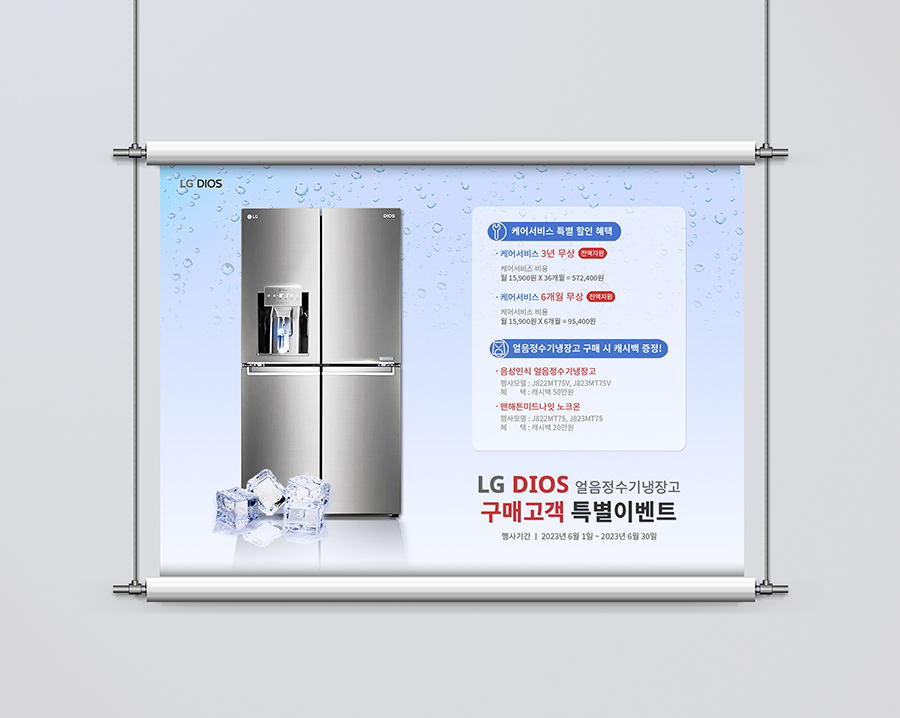 LG DIOS
LG
DIOS
케어서비스 특별 할인 혜택
· 케어서비스 3년 무상 전액지원
케어서비스 비용
월 15,900원 X 36개월 = 572,400원
· 케어서비스 6개월 무상 전액지원
케어서비스 비용
월 15,900원 X 6개월 = 95,400원
얼음정수기냉장고 구매 시 캐시백 증정!
· 음성인식 얼음정수기냉장고
행사모델 : J822MT75V, J823MT75V
혜 택 : 캐시백 50만원
· 맨해튼미드나잇 노크온
행사모델 : J822MT75, J823MT75
혜 택 : 캐시백 20만원
LG DIOS 얼음정수기냉장고
구매고객 특별이벤트
행사기간 | 2023년 6월 1일 ~ 2023년 6월 30일